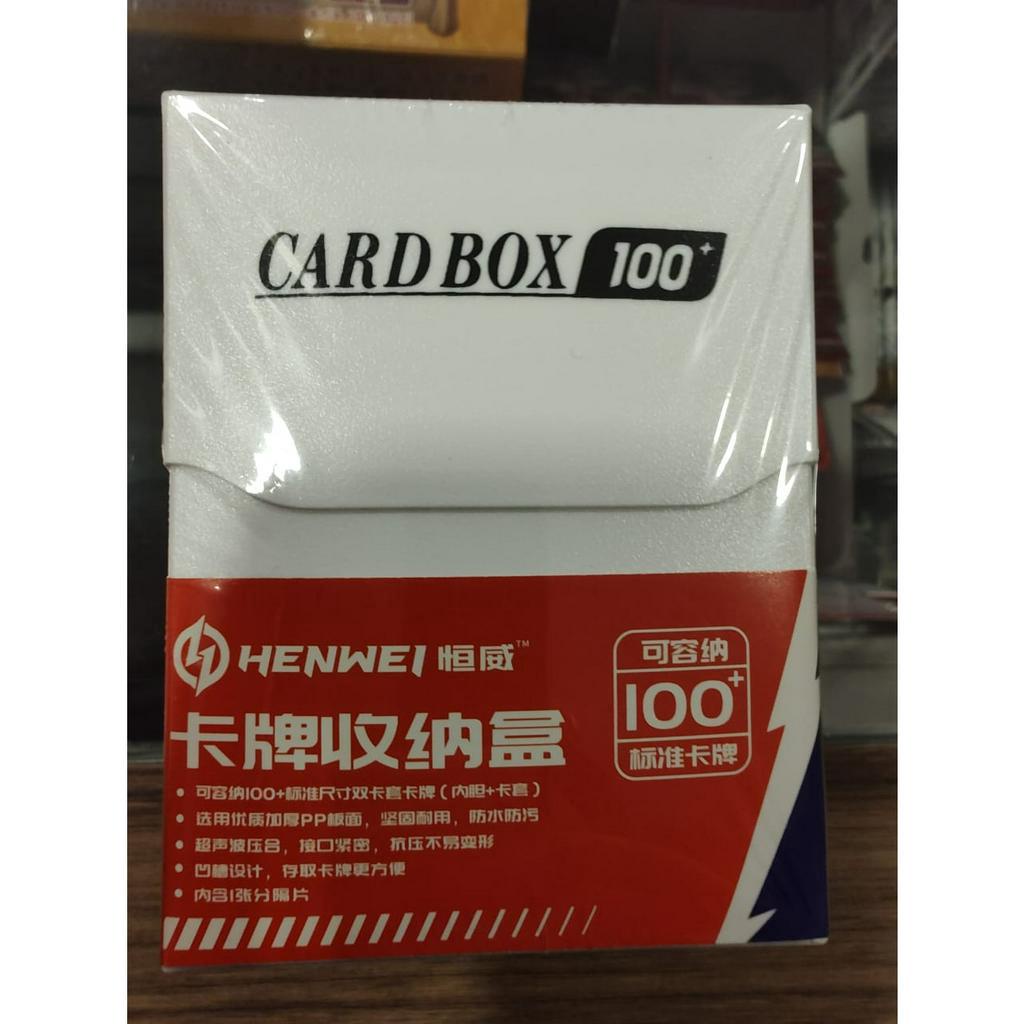 CARD BOX 100+
HENWEI 恒威™
卡牌收纳盒
可容纳
100+
标准卡牌
• 可容纳100+标准尺寸双卡套卡牌（内胆+卡套）
• 选用优质加厚PP板面，坚固耐用，防水防污
• 超声波压合，接口紧密，抗压不易变形
• 凹槽设计，存取卡牌更方便
• 内含1张分隔片